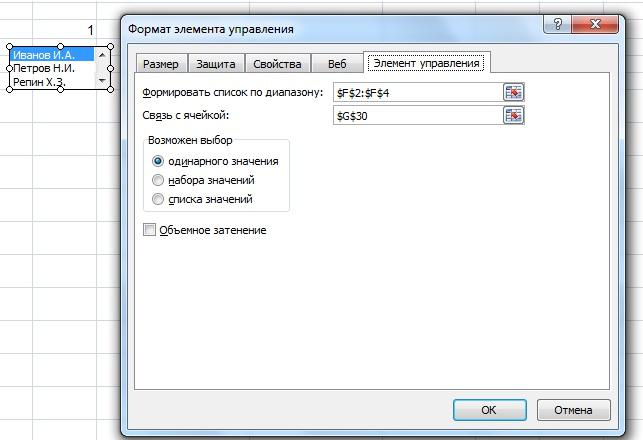 1
Иванов И.А.
Петров Н.И.
Репин Х.З.
Формат элемента управления
Размер Защита Свойства Веб Элемент управления
Формировать список по диапазону: $F$2:$F$4
Связь с ячейкой: $G$30
Возможен выбор
одинарного значения
набора значений
списка значений
Объемное затенение
OK Отмена